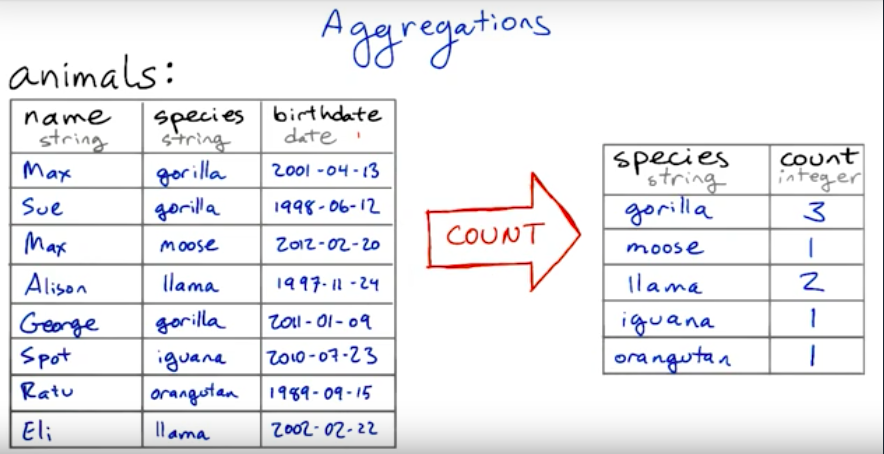 Aggregations
animals:
name species birthdate
string string date
Max gorilla 2001-04-13
Sue gorilla 1998-06-12
Max moose 2012-02-20
Alison llama 1997-11-24
George gorilla 2011-01-09
Spot iguana 2010-07-23
Ratu orangutan 1989-09-15
Eli llama 2002-02-22
COUNT
species count
string integer
gorilla 3
moose 1
llama 2
iguana 1
orangutan 1